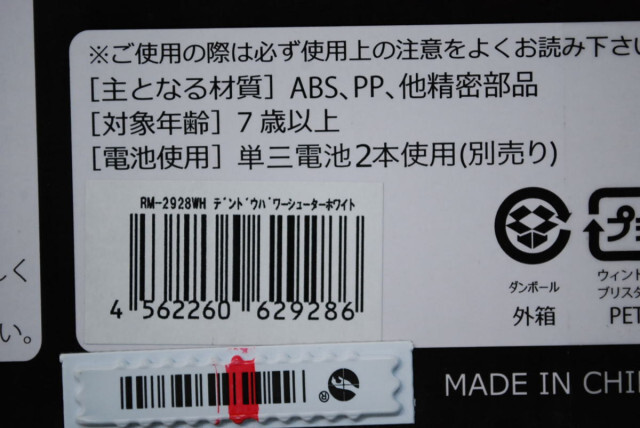 ※ご使用の際は必ず使用上の注意をよくお読み下さい
[主となる材質] ABS、PP、他精密部品
[対象年齢] 7歳以上
[電池使用] 単三電池2本使用(別売り)
RM-2928WH デンドウハﾟワーシューターホワイト
4 562260 629286
ダンボール
外箱
ウィンド
ブリスタ
PET
プラ
しく
い。
®
MADE IN CHI